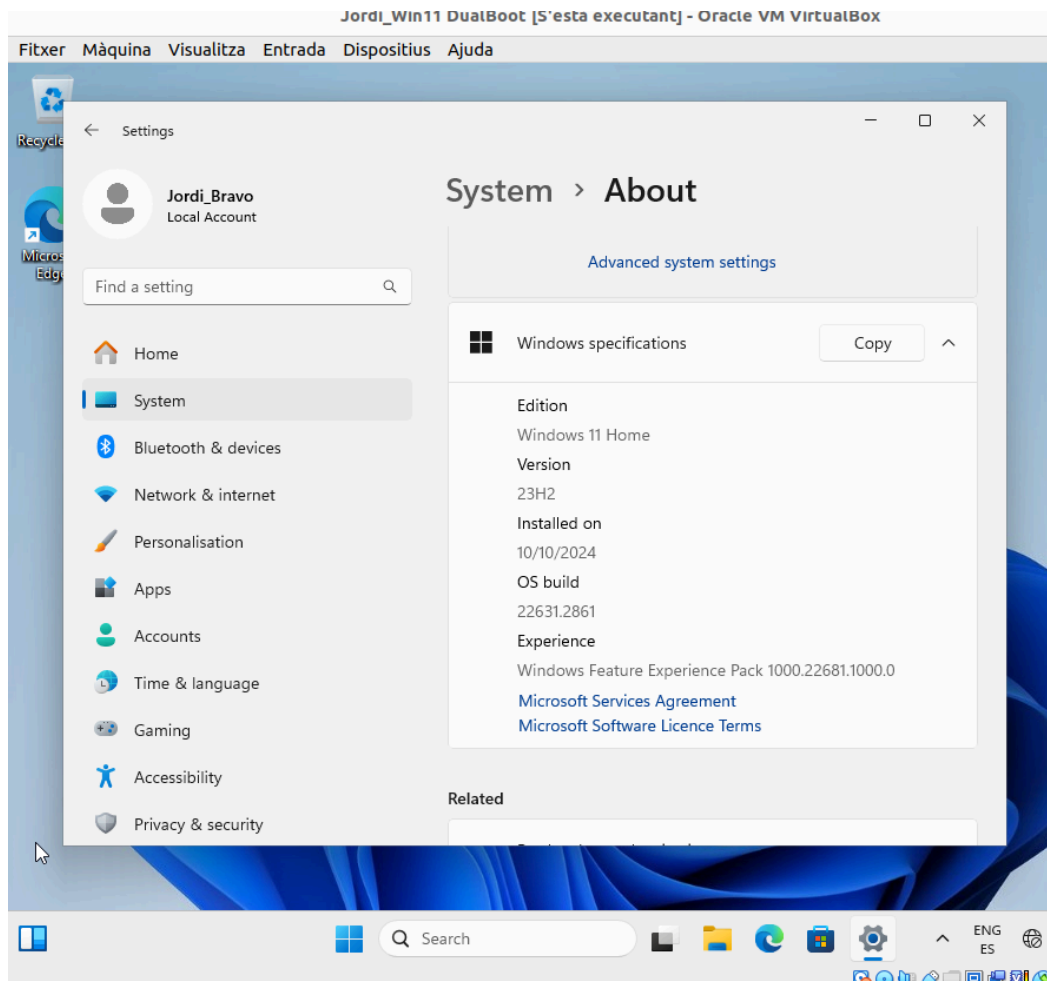 Jordi_Win11 DualBoot [S'està executant] - Oracle VM VirtualBox
Fitxer Màquina Visualitza Entrada Dispositius Ajuda
Settings
Jordi_Bravo
Local Account
Find a setting
Home
System
Bluetooth & devices
Network & internet
Personalisation
Apps
Accounts
Time & language
Gaming
Accessibility
Privacy & security
System > About
Advanced system settings
Windows specifications
Copy
Edition
Windows 11 Home
Version
23H2
Installed on
10/10/2024
OS build
22631.2861
Experience
Windows Feature Experience Pack 1000.22681.1000.0
Microsoft Services Agreement
Microsoft Software Licence Terms
Related
Search
ENG
ES